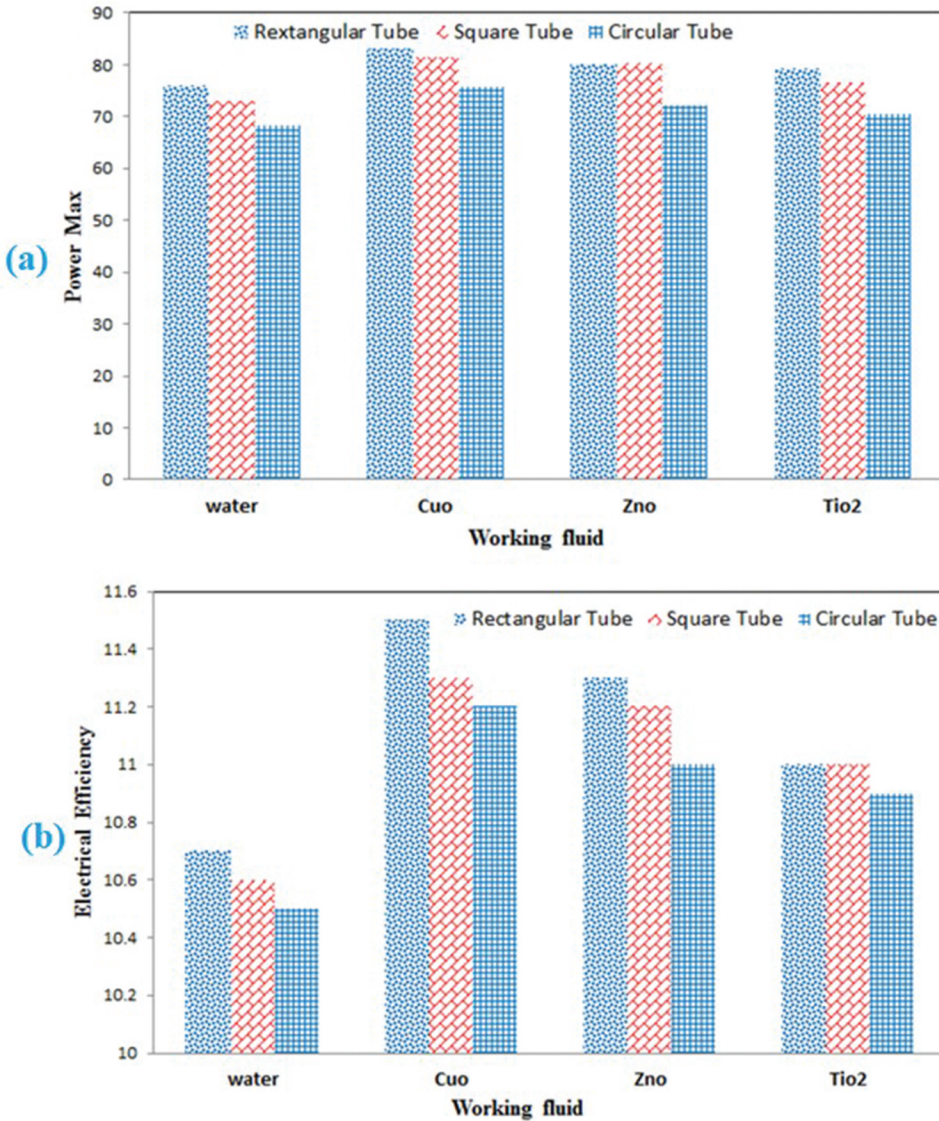 90
Rextangular Tube Square Tube Circular Tube
80
70
60
50
40
30
20
10
0
Power Max
(a)
water Cuo Zno Tio2
Working fluid
11.6
Rectangular Tube Square Tube Circular Tube
11.4
11.2
11
10.8
10.6
10.4
10.2
10
Electrical Efficiency
(b)
water Cuo Zno Tio2
Working fluid